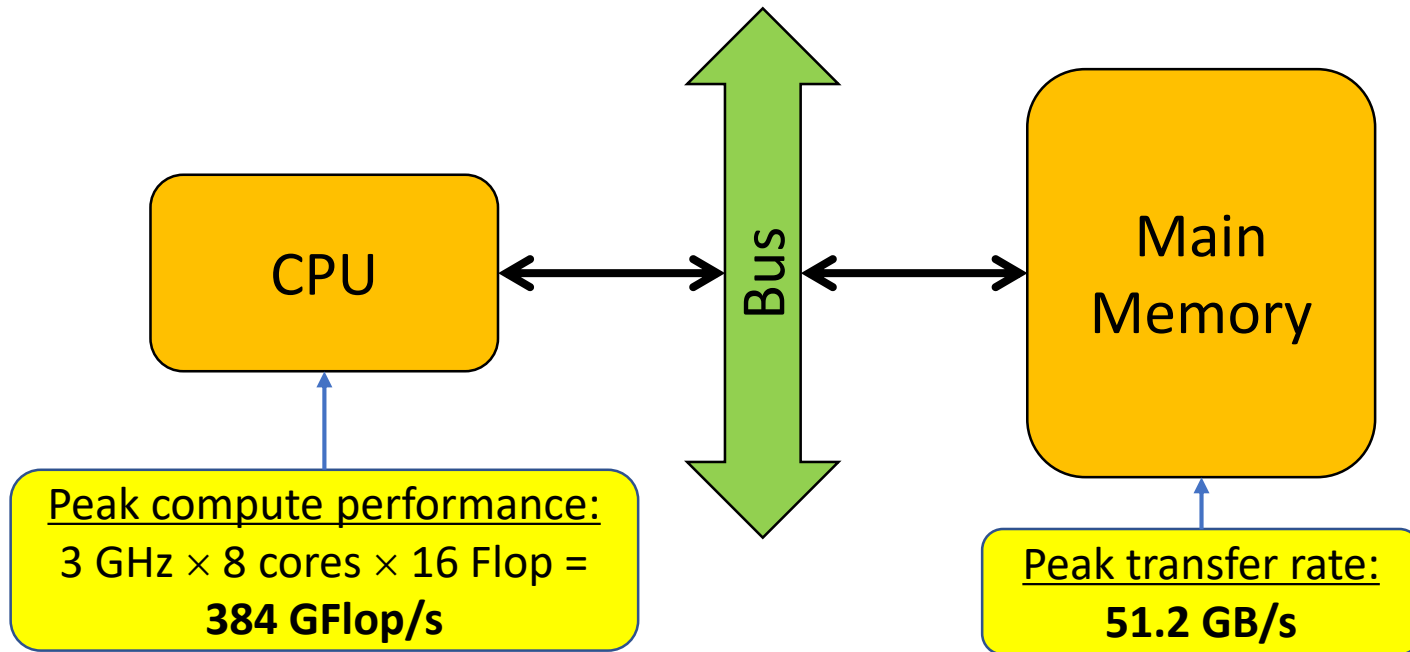 CPU
Bus
Main
Memory
Peak compute performance:
3 GHz × 8 cores × 16 Flop =
384 GFlop/s
Peak transfer rate:
51.2 GB/s